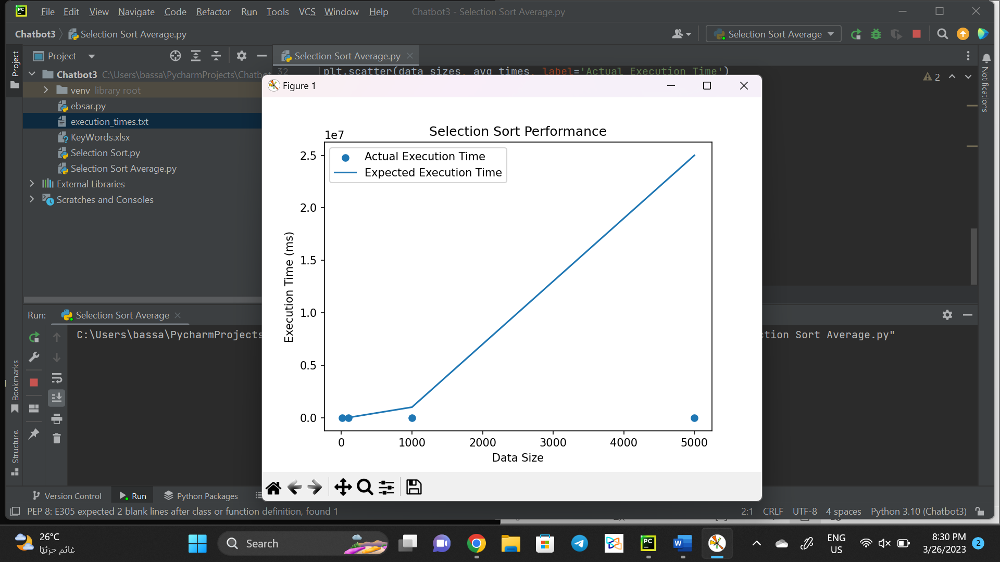 File Edit View Navigate Code Refactor Run Tools VCS Window Help Chatbot3 - Selection Sort Average.py
Chatbot3 Selection Sort Average.py
Selection Sort Average
Project
Project
Selection Sort Average.py
Chatbot3 C:\Users\bassa\PycharmProjects\Chatbot
venv library root
ebsar.py
execution_times.txt
KeyWords.xlsx
Selection Sort.py
Selection Sort Average.py
External Libraries
Scratches and Consoles
32 plt.scatter(data_sizes, avg_times, label='Actual Execution Time')
2
Notifications
Figure 1
Selection Sort Performance
1e7
Actual Execution Time
Expected Execution Time
2.5
2.0
1.5
1.0
0.5
0.0
Execution Time (ms)
0 1000 2000 3000 4000 5000
Data Size
Run: Selection Sort Average
C:\Users\bassa\PycharmProjects
tion Sort Average.py"
Bookmarks
Structure
Version Control Run Python Packages
PEP 8: E305 expected 2 blank lines after class or function definition, found 1
2:1 CRLF UTF-8 4 spaces Python 3.10 (Chatbot3)
26°C
غائم جزئيًا
Search
ENG
US
8:30 PM
3/26/2023
2